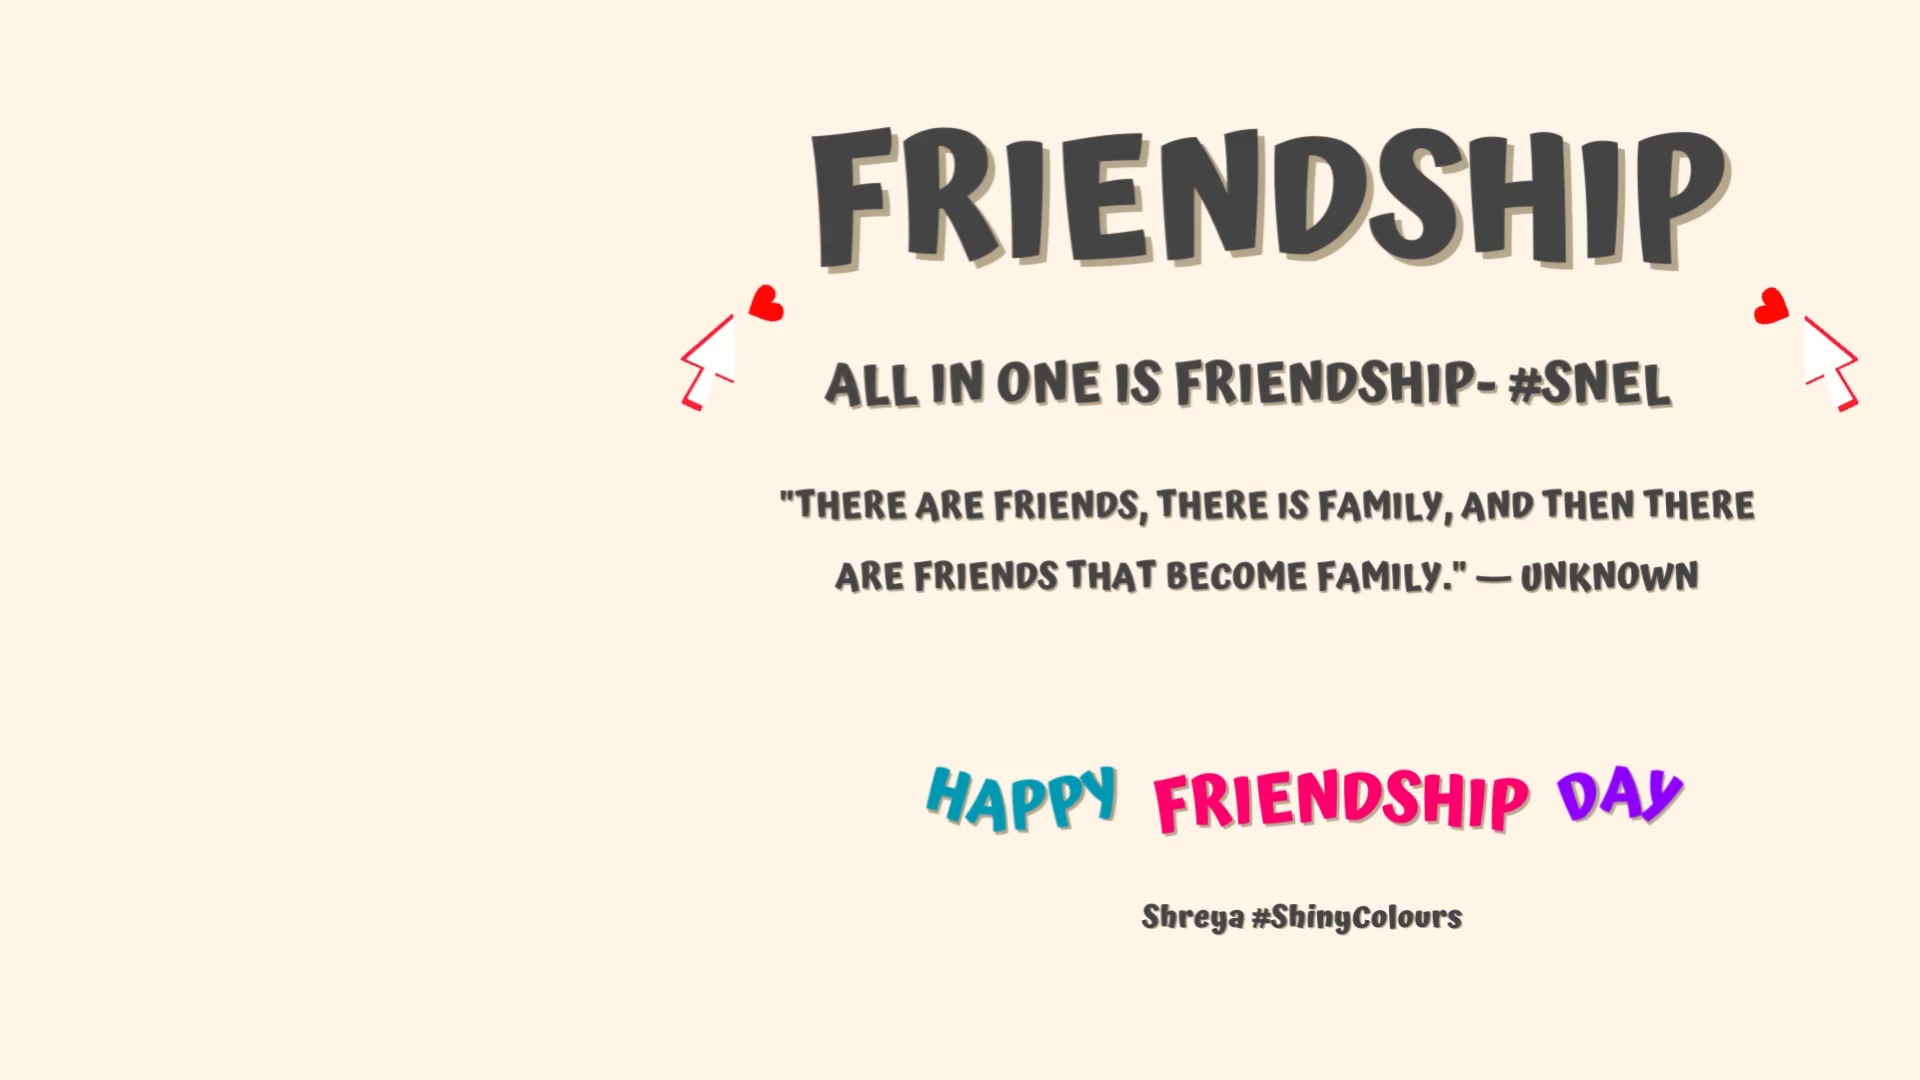 FRIENDSHIP
ALL IN ONE IS FRIENDSHIP- #SNEL
"THERE ARE FRIENDS, THERE IS FAMILY, AND THEN THERE
ARE FRIENDS THAT BECOME FAMILY." — UNKNOWN
HAPPY FRIENDSHIP DAY
Shreya #ShinyColours